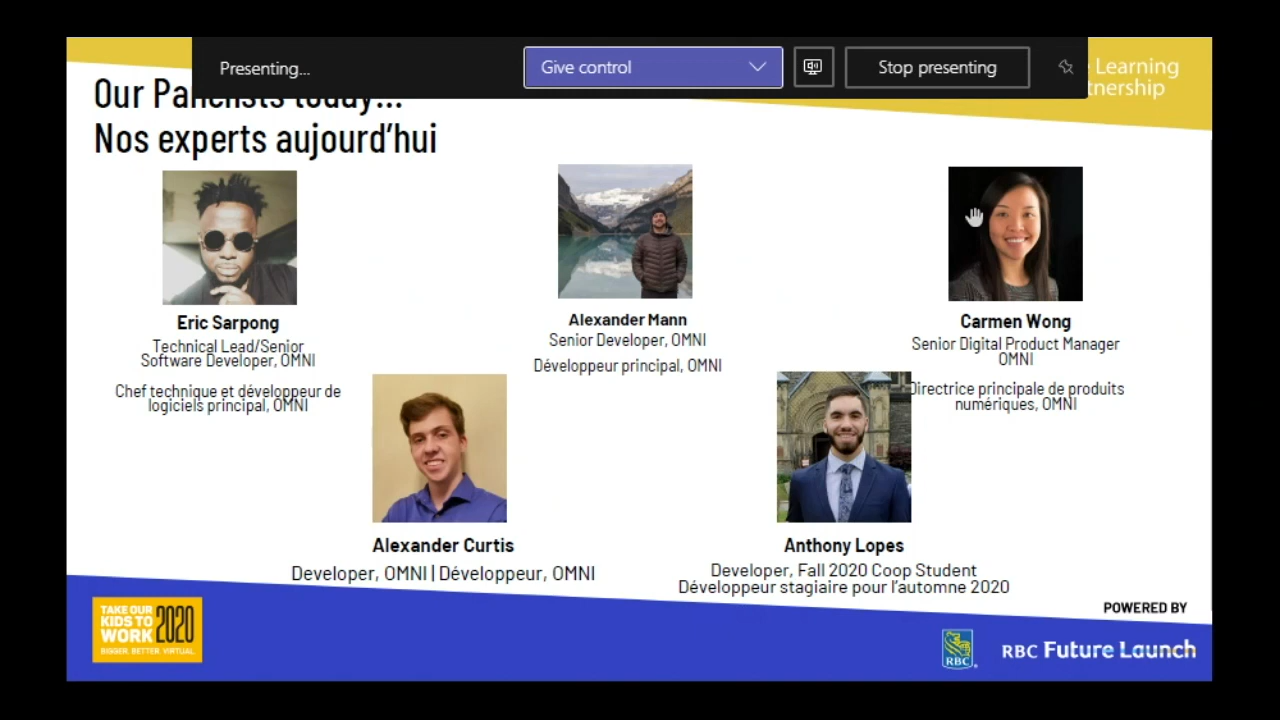 Presenting...
Give control
Stop presenting
Learning
Our Panelists today...
Nos experts aujourd'hui
Eric Sarpong
Technical Lead/Senior
Software Developer, OMNI
Chef technique et développeur de
logiciels principal, OMNI
Alexander Mann
Senior Developer, OMNI
Développeur principal, OMNI
Carmen Wong
Senior Digital Product Manager
OMNI
Directrice principale de produits
numériques, OMNI
Alexander Curtis
Developer, OMNI | Développeur, OMNI
Anthony Lopes
Developer, Fall 2020 Coop Student
Développeur stagiaire pour l'automne 2020
TAKE OUR
KIDS TO
WORK 2020
BIGGER. BETTER. VIRTUAL.
POWERED BY
RBC
RBC Future Launch